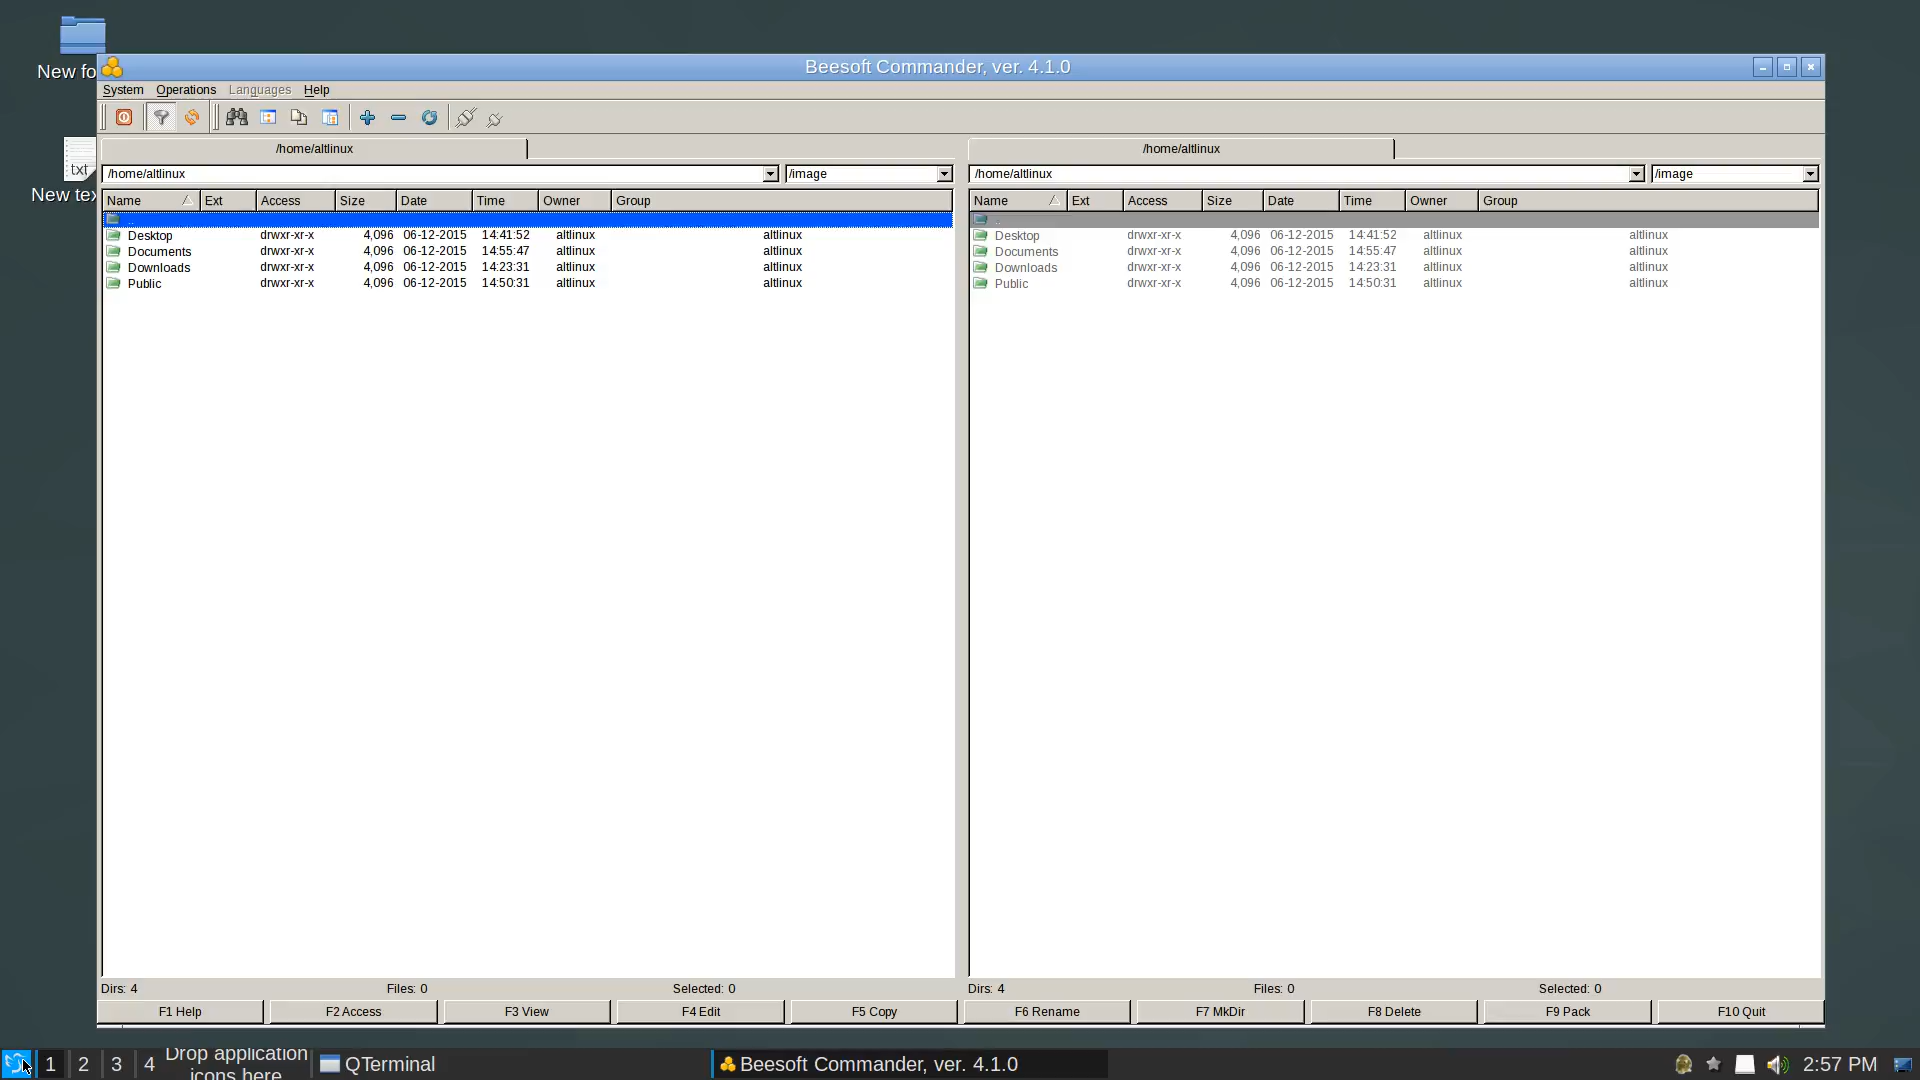 New fo
txt
New tex
Beesoft Commander, ver. 4.1.0
System Operations Languages Help
/home/altlinux
/home/altlinux /image
Name Ext Access Size Date Time Owner Group
..
Desktop drwxr-xr-x 4,096 06-12-2015 14:41:52 altlinux altlinux
Documents drwxr-xr-x 4,096 06-12-2015 14:55:47 altlinux altlinux
Downloads drwxr-xr-x 4,096 06-12-2015 14:23:31 altlinux altlinux
Public drwxr-xr-x 4,096 06-12-2015 14:50:31 altlinux altlinux
Dirs: 4 Files: 0 Selected: 0
/home/altlinux
/home/altlinux /image
Name Ext Access Size Date Time Owner Group
..
Desktop drwxr-xr-x 4,096 06-12-2015 14:41:52 altlinux altlinux
Documents drwxr-xr-x 4,096 06-12-2015 14:55:47 altlinux altlinux
Downloads drwxr-xr-x 4,096 06-12-2015 14:23:31 altlinux altlinux
Public drwxr-xr-x 4,096 06-12-2015 14:50:31 altlinux altlinux
Dirs: 4 Files: 0 Selected: 0
F1 Help F2 Access F3 View F4 Edit F5 Copy F6 Rename F7 MkDir F8 Delete F9 Pack F10 Quit
1 2 3 4 Drop application
icons here
QTerminal Beesoft Commander, ver. 4.1.0 2:57 PM